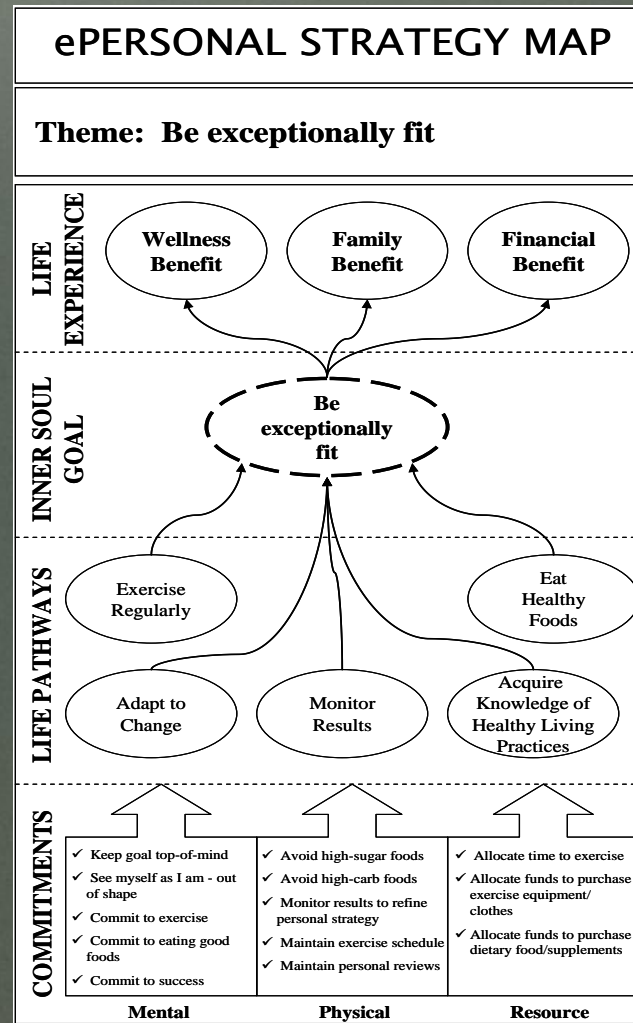 ePERSONAL STRATEGY MAP
Theme: Be exceptionally fit
LIFE
EXPERIENCE
Wellness
Benefit
Family
Benefit
Financial
Benefit
INNER SOUL
GOAL
Be
exceptionally
fit
LIFE PATHWAYS
Exercise
Regularly
Eat
Healthy
Foods
Adapt to
Change
Monitor
Results
Acquire
Knowledge of
Healthy Living
Practices
COMMITMENTS
✓ Keep goal top-of-mind
✓ See myself as I am - out
of shape
✓ Commit to exercise
✓ Commit to eating good
foods
✓ Commit to success
Mental
✓ Avoid high-sugar foods
✓ Avoid high-carb foods
✓ Monitor results to refine
personal strategy
✓ Maintain exercise schedule
✓ Maintain personal reviews
Physical
✓ Allocate time to exercise
✓ Allocate funds to purchase
exercise equipment/
clothes
✓ Allocate funds to purchase
dietary food/supplements
Resource